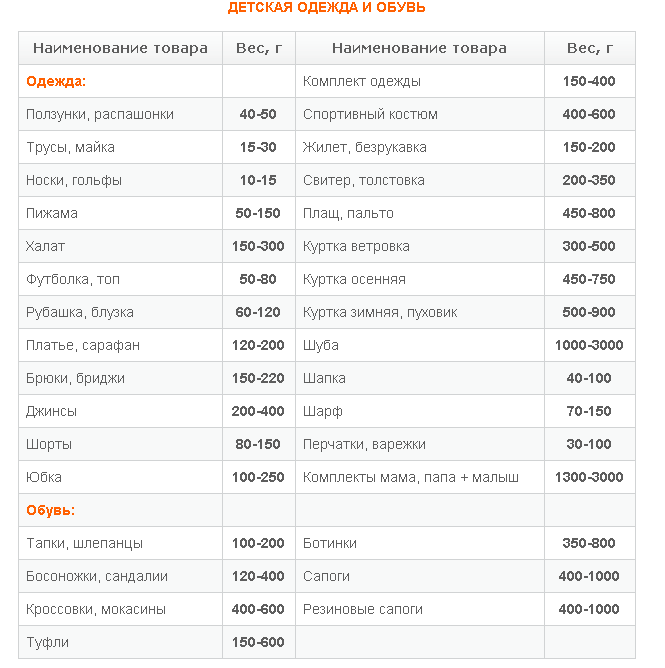 ДЕТСКАЯ ОДЕЖДА И ОБУВЬ
Наименование товара Вес, г Наименование товара Вес, г
Одежда: Комплект одежды 150-400
Ползунки, распашонки 40-50 Спортивный костюм 400-600
Трусы, майка 15-30 Жилет, безрукавка 150-200
Носки, гольфы 10-15 Свитер, толстовка 200-350
Пижама 50-150 Плащ, пальто 450-800
Халат 150-300 Куртка ветровка 300-500
Футболка, топ 50-80 Куртка осенняя 450-750
Рубашка, блузка 60-120 Куртка зимняя, пуховик 500-900
Платье, сарафан 120-200 Шуба 1000-3000
Брюки, бриджи 150-220 Шапка 40-100
Джинсы 200-400 Шарф 70-150
Шорты 80-150 Перчатки, варежки 30-100
Юбка 100-250 Комплекты мама, папа + малыш 1300-3000
Обувь:
Тапки, шлепанцы 100-200 Ботинки 350-800
Босоножки, сандалии 120-400 Сапоги 400-1000
Кроссовки, мокасины 400-600 Резиновые сапоги 400-1000
Туфли 150-600